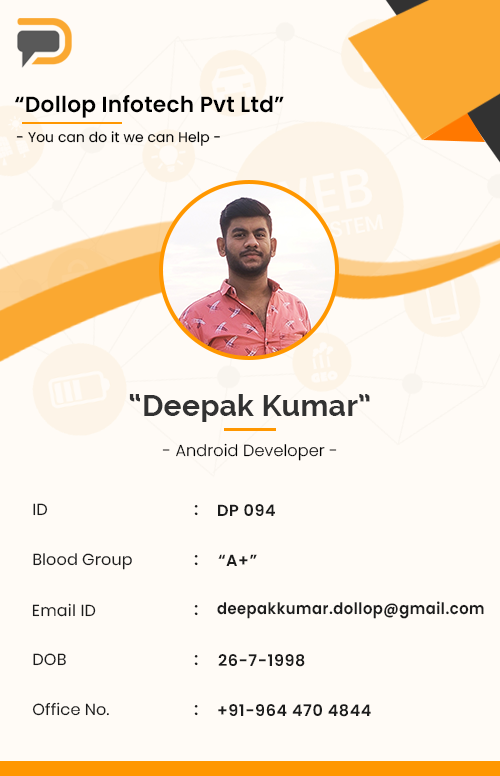 “Dollop Infotech Pvt Ltd”
- You can do it we can Help -
WEB
SYSTEM
“Deepak Kumar”
- Android Developer -
ID : DP 094
Blood Group : “A+”
Email ID : deepakkumar.dollop@gmail.com
DOB : 26-7-1998
Office No. : +91-964 470 4844